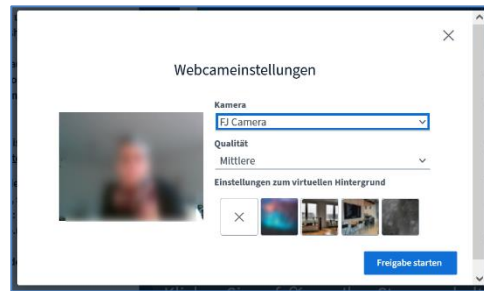 Webcameinstellungen
Kamera
FJ Camera
Qualität
Mittlere
Einstellungen zum virtuellen Hintergrund
Freigabe starten